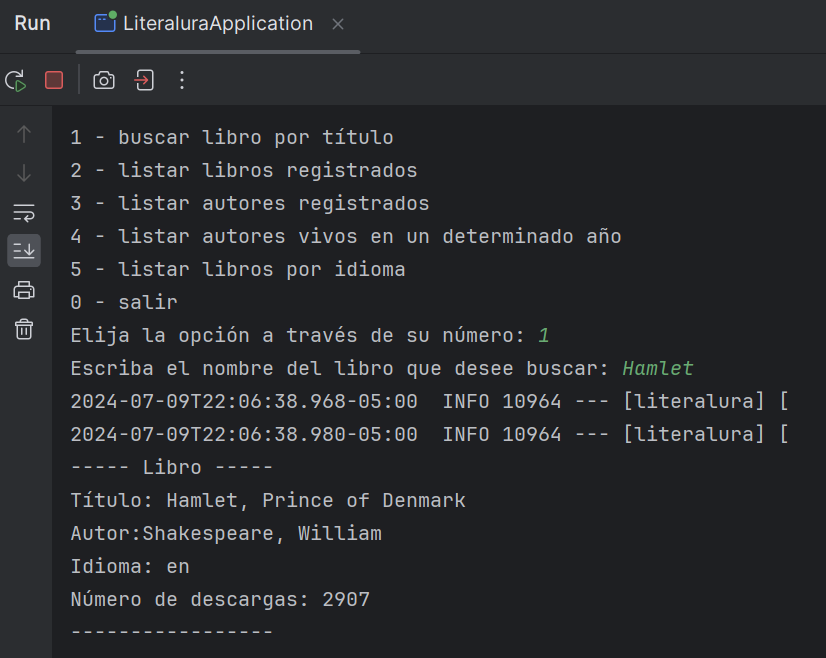 Run
LiteraluraApplication
1 - buscar libro por título
2 - listar libros registrados
3 - listar autores registrados
4 - listar autores vivos en un determinado año
5 - listar libros por idioma
0 - salir
Elija la opción a través de su número: 1
Escriba el nombre del libro que desee buscar: Hamlet
2024-07-09T22:06:38.968-05:00  INFO 10964 --- [literalura] [
2024-07-09T22:06:38.980-05:00  INFO 10964 --- [literalura] [
----- Libro -----
Título: Hamlet, Prince of Denmark
Autor:Shakespeare, William
Idioma: en
Número de descargas: 2907
-----------------